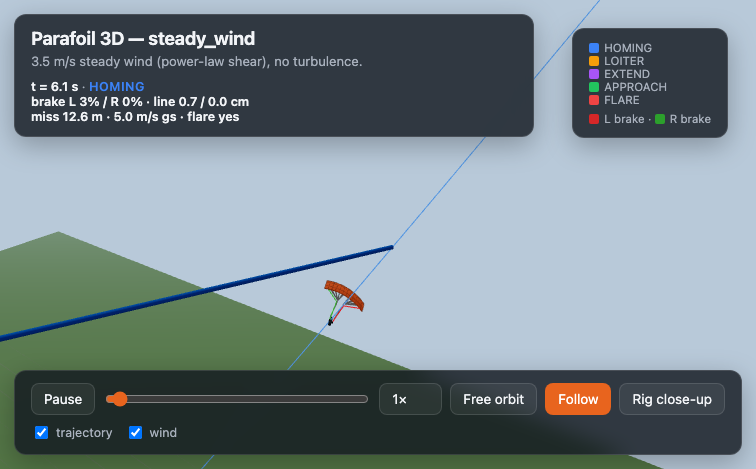 Parafoil 3D — steady_wind
3.5 m/s steady wind (power-law shear), no turbulence.
t = 6.1 s · HOMING
brake L 3% / R 0% · line 0.7 / 0.0 cm
miss 12.6 m · 5.0 m/s gs · flare yes
HOMING
LOITER
EXTEND
APPROACH
FLARE
L brake · R brake
Pause 1× Free orbit Follow Rig close-up
trajectory wind